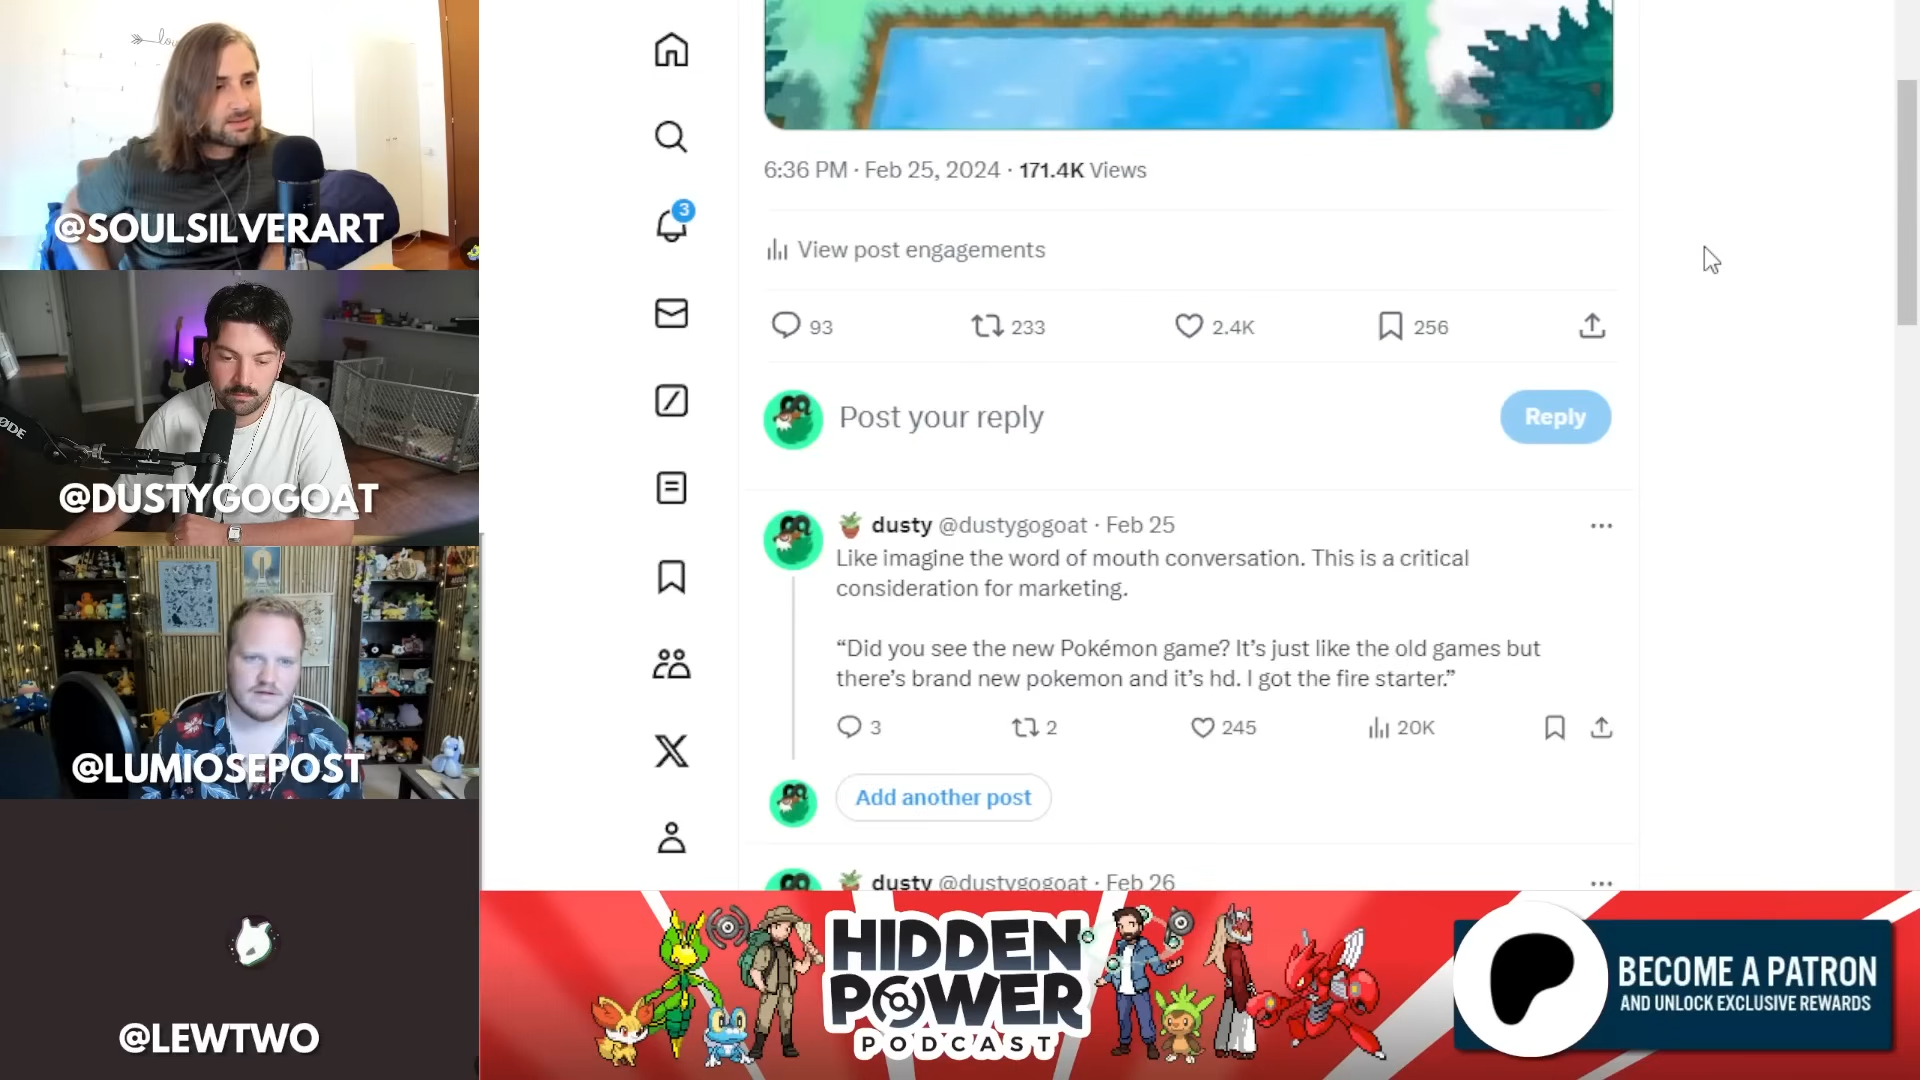 @SOULSILVERART
@DUSTYGOGOAT
@LUMIOSEPOST
@LEWTWO
6:36 PM · Feb 25, 2024 · 171.4K Views
3
View post engagements
93 233 2.4K 256
Post your reply
Reply
dusty @dustygogoat · Feb 25
Like imagine the word of mouth conversation. This is a critical
consideration for marketing.
“Did you see the new Pokémon game? It’s just like the old games but
there’s brand new pokemon and it’s hd. I got the fire starter.”
3 2 245 20K
Add another post
dusty @dustygogoat · Feb 26
HIDDEN
POWER
PODCAST
BECOME A PATRON
AND UNLOCK EXCLUSIVE REWARDS